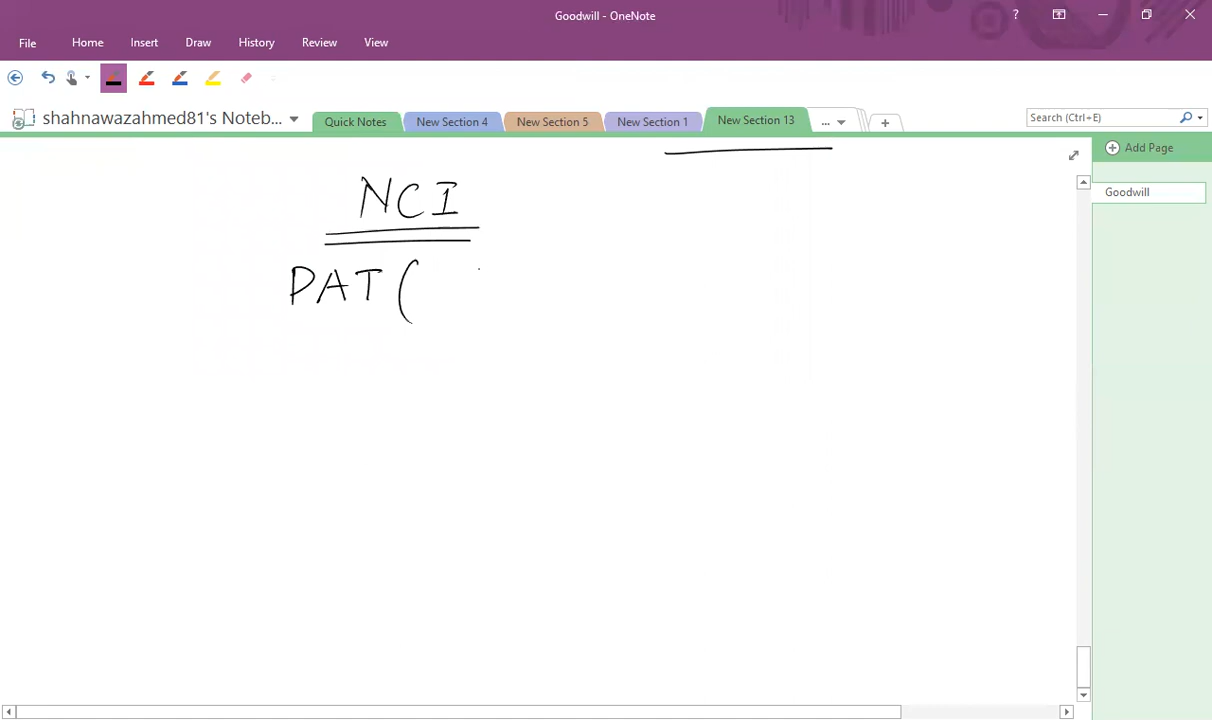 Goodwill - OneNote
?
File Home Insert Draw History Review View
shahnawazahmed81's Noteb...
Quick Notes
New Section 4
New Section 5
New Section 1
New Section 13
...
+
Search (Ctrl+E)
Add Page
Goodwill
NCI
PAT (